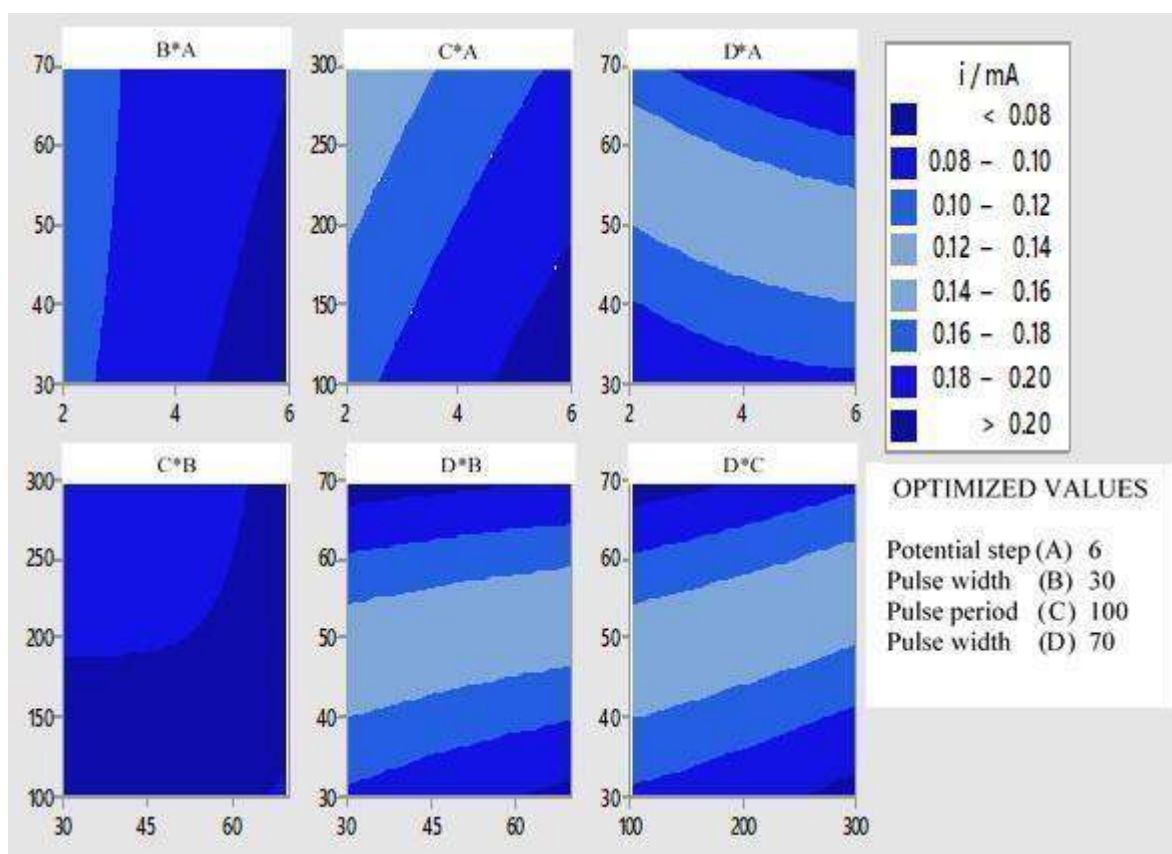 B*A
C*A
D*A
70
60
50
40
30
2 4 6
300
250
200
150
100
2 4 6
70
60
50
40
30
2 4 6
i / mA
< 0.08
0.08 – 0.10
0.10 – 0.12
0.12 – 0.14
0.14 – 0.16
0.16 – 0.18
0.18 – 0.20
> 0.20
C*B
D*B
D*C
300
250
200
150
100
30 45 60
70
60
50
40
30
30 45 60
70
60
50
40
30
100 200 300
OPTIMIZED VALUES
Potential step (A) 6
Pulse width (B) 30
Pulse period (C) 100
Pulse width (D) 70